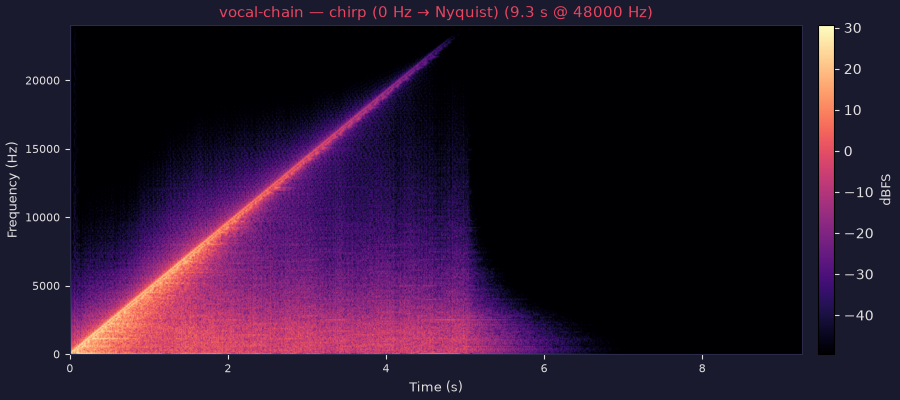 vocal-chain — chirp (0 Hz → Nyquist) (9.3 s @ 48000 Hz)
Frequency (Hz)
20000
15000
10000
5000
0
0 2 4 6 8
Time (s)
30
20
10
0
−10
−20
−30
−40
dBFS